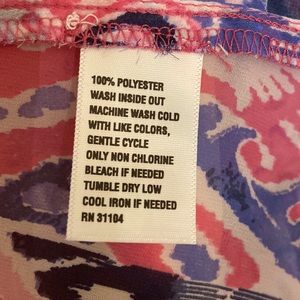 100% POLYESTER
WASH INSIDE OUT
MACHINE WASH COLD
WITH LIKE COLORS,
GENTLE CYCLE
ONLY NON CHLORINE
BLEACH IF NEEDED
TUMBLE DRY LOW
COOL IRON IF NEEDED
RN 31104